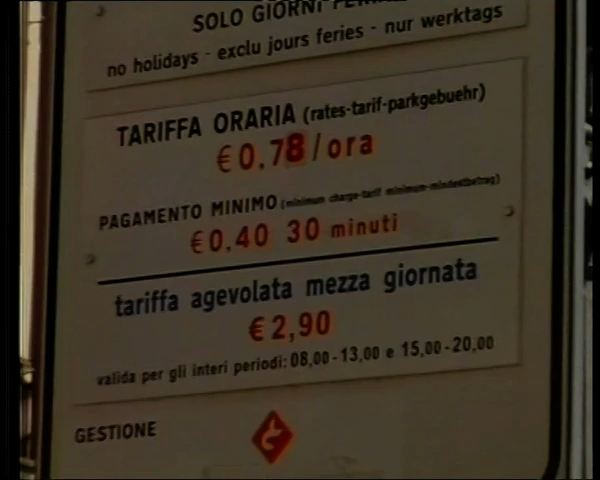 SOLO GIORNI
no holidays - exclu jours feries - nur werktags
TARIFFA ORARIA (rates-tarif-parkgebuehr)
€0.78/ora
PAGAMENTO MINIMO (minimum charge-tarif minimum-mindestbetrag)
€0.40 30 minuti
tariffa agevolata mezza giornata
€2,90
valida per gli interi periodi: 08,00-13,00 e 15,00-20,00
GESTIONE